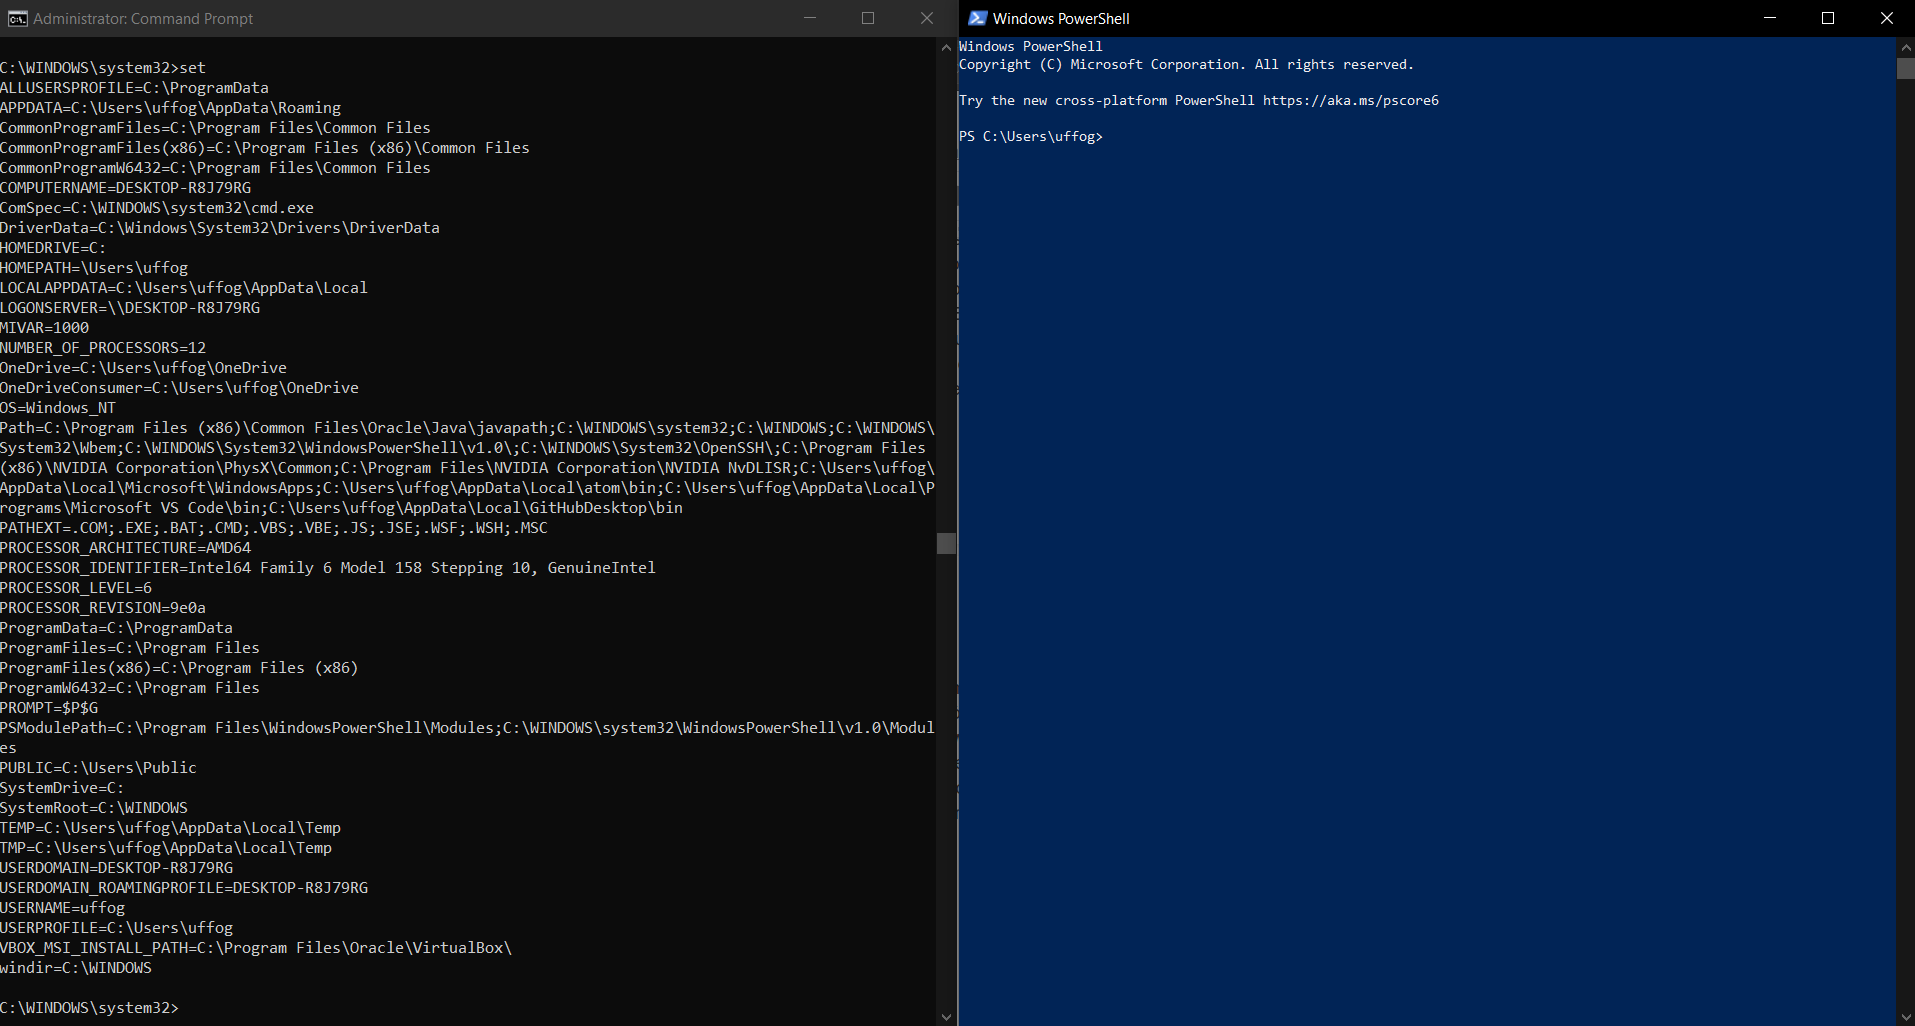 Administrator: Command Prompt
C:\WINDOWS\system32>set
ALLUSERSPROFILE=C:\ProgramData
APPDATA=C:\Users\uffog\AppData\Roaming
CommonProgramFiles=C:\Program Files\Common Files
CommonProgramFiles(x86)=C:\Program Files (x86)\Common Files
CommonProgramW6432=C:\Program Files\Common Files
COMPUTERNAME=DESKTOP-R8J79RG
ComSpec=C:\WINDOWS\system32\cmd.exe
DriverData=C:\Windows\System32\Drivers\DriverData
HOMEDRIVE=C:
HOMEPATH=\Users\uffog
LOCALAPPDATA=C:\Users\uffog\AppData\Local
LOGONSERVER=\\DESKTOP-R8J79RG
MIVAR=1000
NUMBER_OF_PROCESSORS=12
OneDrive=C:\Users\uffog\OneDrive
OneDriveConsumer=C:\Users\uffog\OneDrive
OS=Windows_NT
Path=C:\Program Files (x86)\Common Files\Oracle\Java\javapath;C:\WINDOWS\system32;C:\WINDOWS;C:\WINDOWS\
System32\Wbem;C:\WINDOWS\System32\WindowsPowerShell\v1.0\;C:\WINDOWS\System32\OpenSSH\;C:\Program Files
(x86)\NVIDIA Corporation\PhysX\Common;C:\Program Files\NVIDIA Corporation\NVIDIA NvDLISR;C:\Users\uffog\
AppData\Local\Microsoft\WindowsApps;C:\Users\uffog\AppData\Local\atom\bin;C:\Users\uffog\AppData\Local\P
rograms\Microsoft VS Code\bin;C:\Users\uffog\AppData\Local\GitHubDesktop\bin
PATHEXT=.COM;.EXE;.BAT;.CMD;.VBS;.VBE;.JS;.JSE;.WSF;.WSH;.MSC
PROCESSOR_ARCHITECTURE=AMD64
PROCESSOR_IDENTIFIER=Intel64 Family 6 Model 158 Stepping 10, GenuineIntel
PROCESSOR_LEVEL=6
PROCESSOR_REVISION=9e0a
ProgramData=C:\ProgramData
ProgramFiles=C:\Program Files
ProgramFiles(x86)=C:\Program Files (x86)
ProgramW6432=C:\Program Files
PROMPT=$P$G
PSModulePath=C:\Program Files\WindowsPowerShell\Modules;C:\WINDOWS\system32\WindowsPowerShell\v1.0\Modul
es
PUBLIC=C:\Users\Public
SystemDrive=C:
SystemRoot=C:\WINDOWS
TEMP=C:\Users\uffog\AppData\Local\Temp
TMP=C:\Users\uffog\AppData\Local\Temp
USERDOMAIN=DESKTOP-R8J79RG
USERDOMAIN_ROAMINGPROFILE=DESKTOP-R8J79RG
USERNAME=uffog
USERPROFILE=C:\Users\uffog
VBOX_MSI_INSTALL_PATH=C:\Program Files\Oracle\VirtualBox\
windir=C:\WINDOWS
C:\WINDOWS\system32>
Windows PowerShell
Windows PowerShell
Copyright (C) Microsoft Corporation. All rights reserved.
Try the new cross-platform PowerShell https://aka.ms/pscore6
PS C:\Users\uffog>